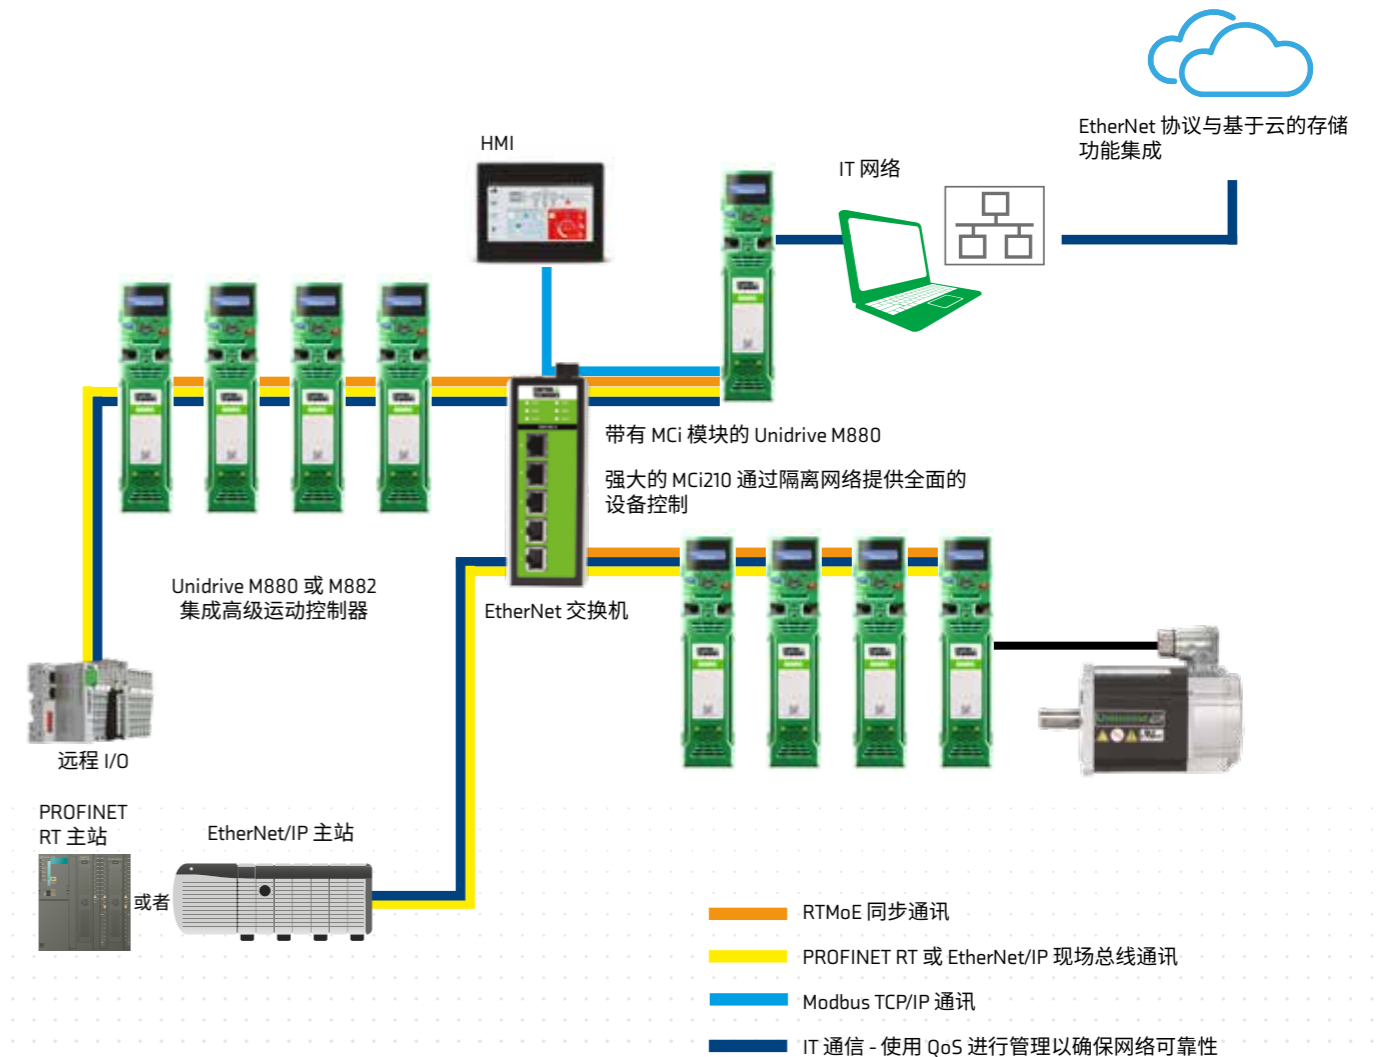 EtherNet 协议与基于云的存储
功能集成
HMI
IT 网络
带有 MCi 模块的 Unidrive M880
强大的 MCi210 通过隔离网络提供全面的
设备控制
Unidrive M880 或 M882
集成高级运动控制器
EtherNet 交换机
远程 I/O
PROFINET
RT 主站
EtherNet/IP 主站
或者
RTMoE 同步通讯
PROFINET RT 或 EtherNet/IP 现场总线通讯
Modbus TCP/IP 通讯
IT 通信 - 使用 QoS 进行管理以确保网络可靠性